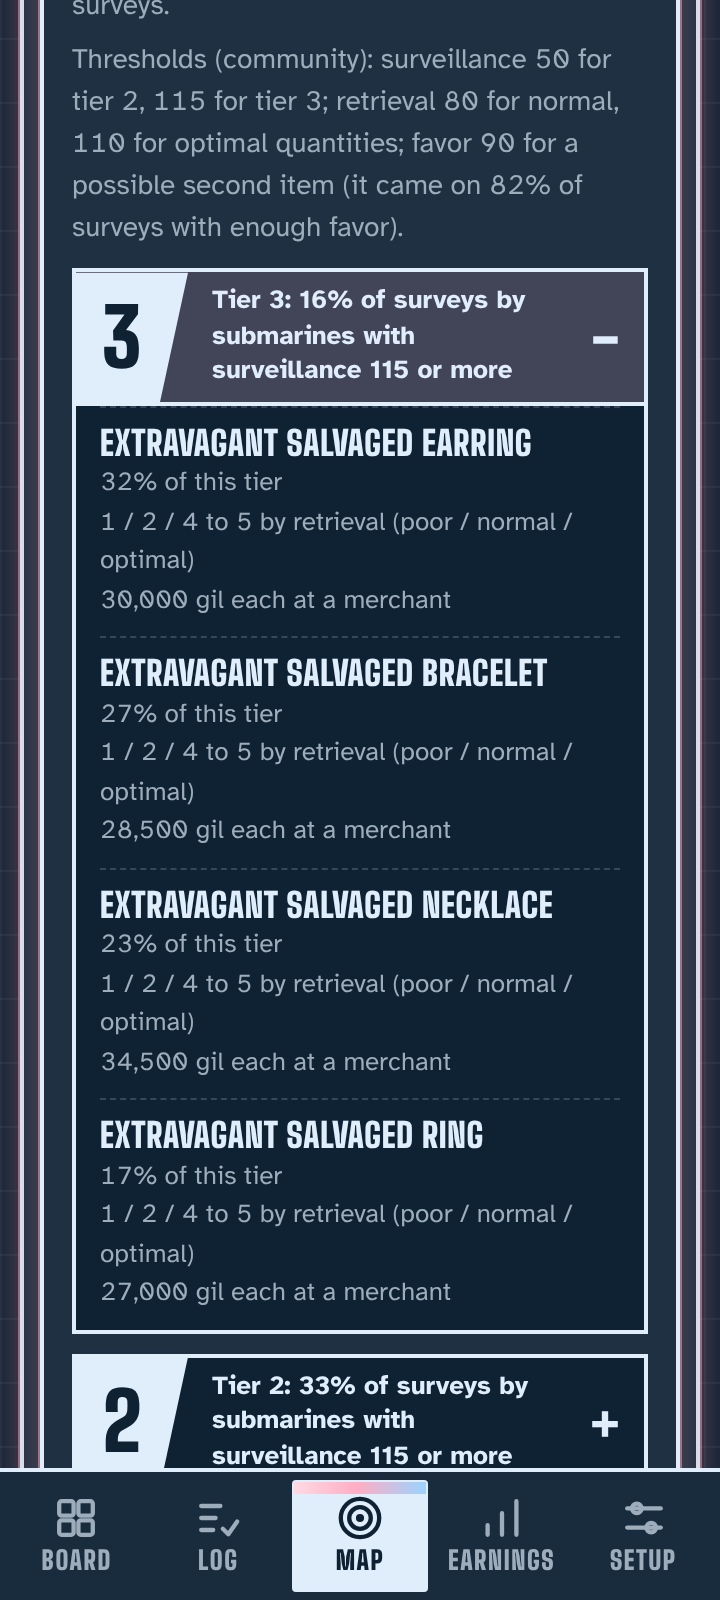 surveys.
Thresholds (community): surveillance 50 for
tier 2, 115 for tier 3; retrieval 80 for normal,
110 for optimal quantities; favor 90 for a
possible second item (it came on 82% of
surveys with enough favor).
3
Tier 3: 16% of surveys by
submarines with
surveillance 115 or more
−
EXTRAVAGANT SALVAGED EARRING
32% of this tier
1 / 2 / 4 to 5 by retrieval (poor / normal /
optimal)
30,000 gil each at a merchant
EXTRAVAGANT SALVAGED BRACELET
27% of this tier
1 / 2 / 4 to 5 by retrieval (poor / normal /
optimal)
28,500 gil each at a merchant
EXTRAVAGANT SALVAGED NECKLACE
23% of this tier
1 / 2 / 4 to 5 by retrieval (poor / normal /
optimal)
34,500 gil each at a merchant
EXTRAVAGANT SALVAGED RING
17% of this tier
1 / 2 / 4 to 5 by retrieval (poor / normal /
optimal)
27,000 gil each at a merchant
2
Tier 2: 33% of surveys by
submarines with
surveillance 115 or more
+
BOARD
LOG
MAP
EARNINGS
SETUP